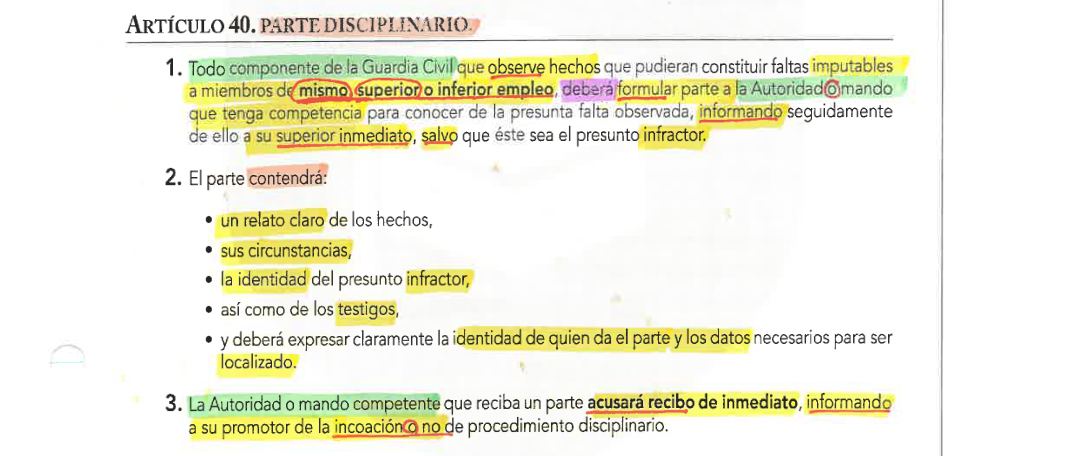 ARTÍCULO 40. PARTE DISCIPLINARIO.
1. Todo componente de la Guardia Civil que observe hechos que pudieran constituir faltas imputables
a miembros de mismo, superior o inferior empleo, deberá formular parte a la Autoridad o mando
que tenga competencia para conocer de la presunta falta observada, informando seguidamente
de ello a su superior inmediato, salvo que éste sea el presunto infractor.
2. El parte contendrá:
• un relato claro de los hechos,
• sus circunstancias,
• la identidad del presunto infractor,
• así como de los testigos,
• y deberá expresar claramente la identidad de quien da el parte y los datos necesarios para ser
localizado.
3. La Autoridad o mando competente que reciba un parte acusará recibo de inmediato, informando
a su promotor de la incoación o no de procedimiento disciplinario.